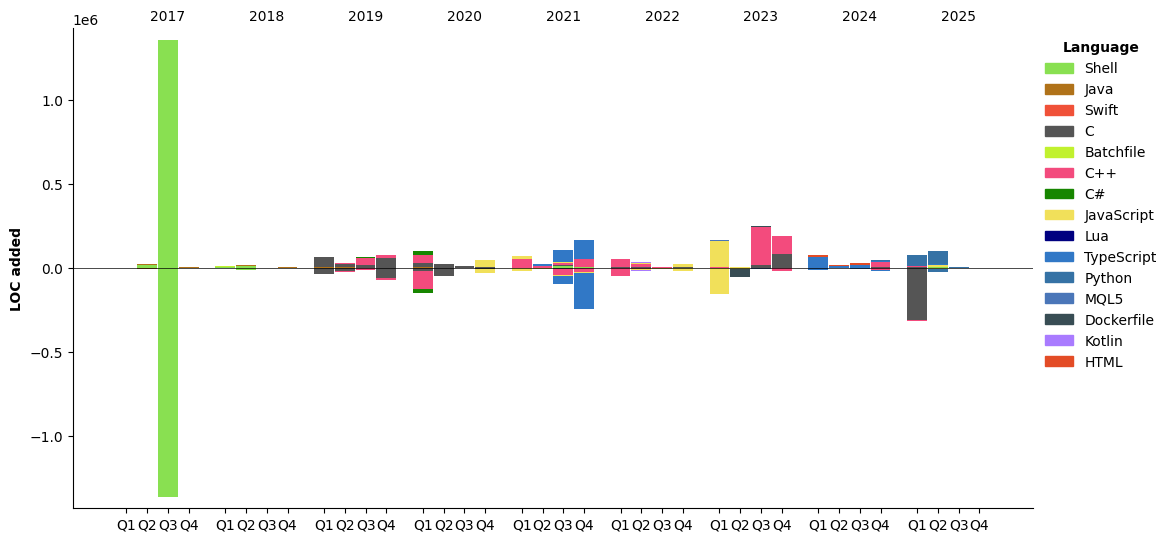 1e6
2017 2018 2019 2020 2021 2022 2023 2024 2025
LOC added
1.0
0.5
0.0
−0.5
−1.0
Q1 Q2 Q3 Q4 Q1 Q2 Q3 Q4 Q1 Q2 Q3 Q4 Q1 Q2 Q3 Q4 Q1 Q2 Q3 Q4 Q1 Q2 Q3 Q4 Q1 Q2 Q3 Q4 Q1 Q2 Q3 Q4 Q1 Q2 Q3 Q4
Language
Shell
Java
Swift
C
Batchfile
C++
C#
JavaScript
Lua
TypeScript
Python
MQL5
Dockerfile
Kotlin
HTML